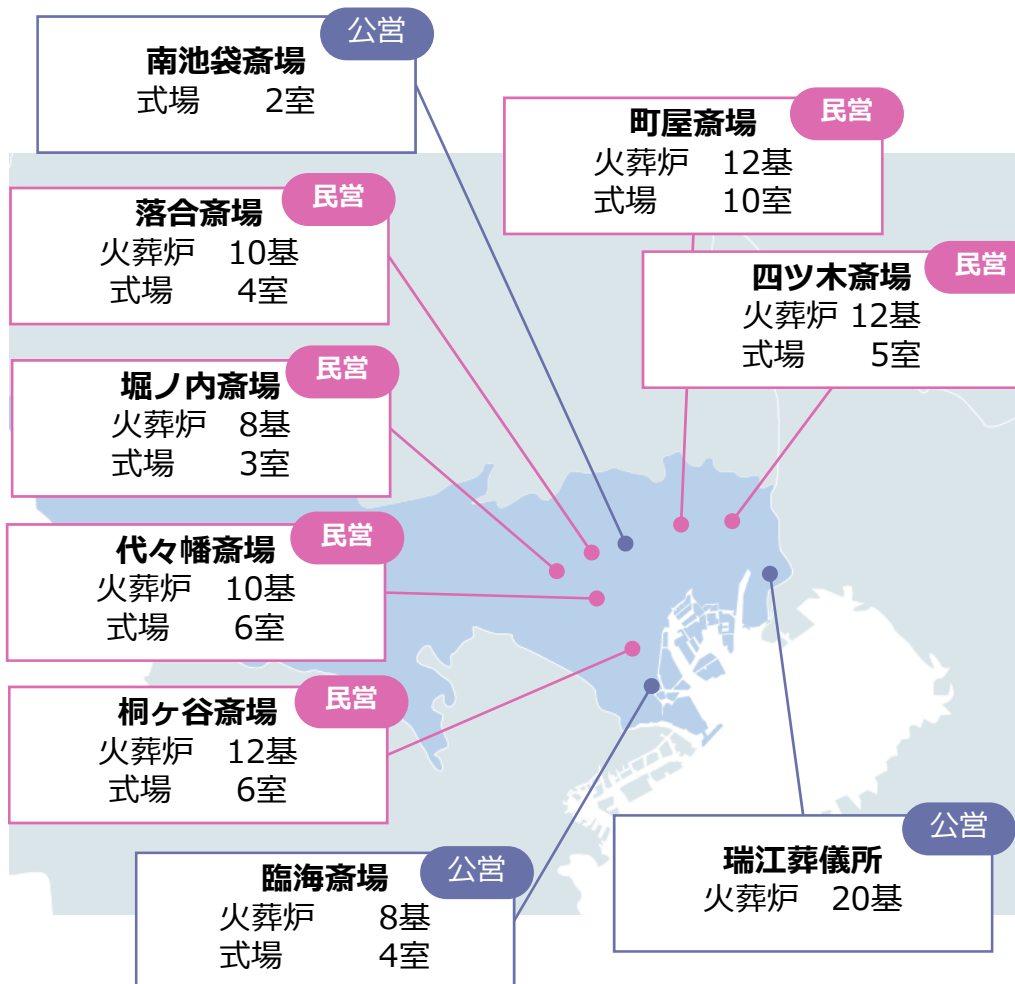 公営
南池袋斎場
式場 2室
民営
町屋斎場
火葬炉 12基
式場 10室
民営
落合斎場
火葬炉 10基
式場 4室
民営
四ツ木斎場
火葬炉 12基
式場 5室
民営
堀ノ内斎場
火葬炉 8基
式場 3室
民営
代々幡斎場
火葬炉 10基
式場 6室
民営
桐ヶ谷斎場
火葬炉 12基
式場 6室
公営
臨海斎場
火葬炉 8基
式場 4室
公営
瑞江葬儀所
火葬炉 20基